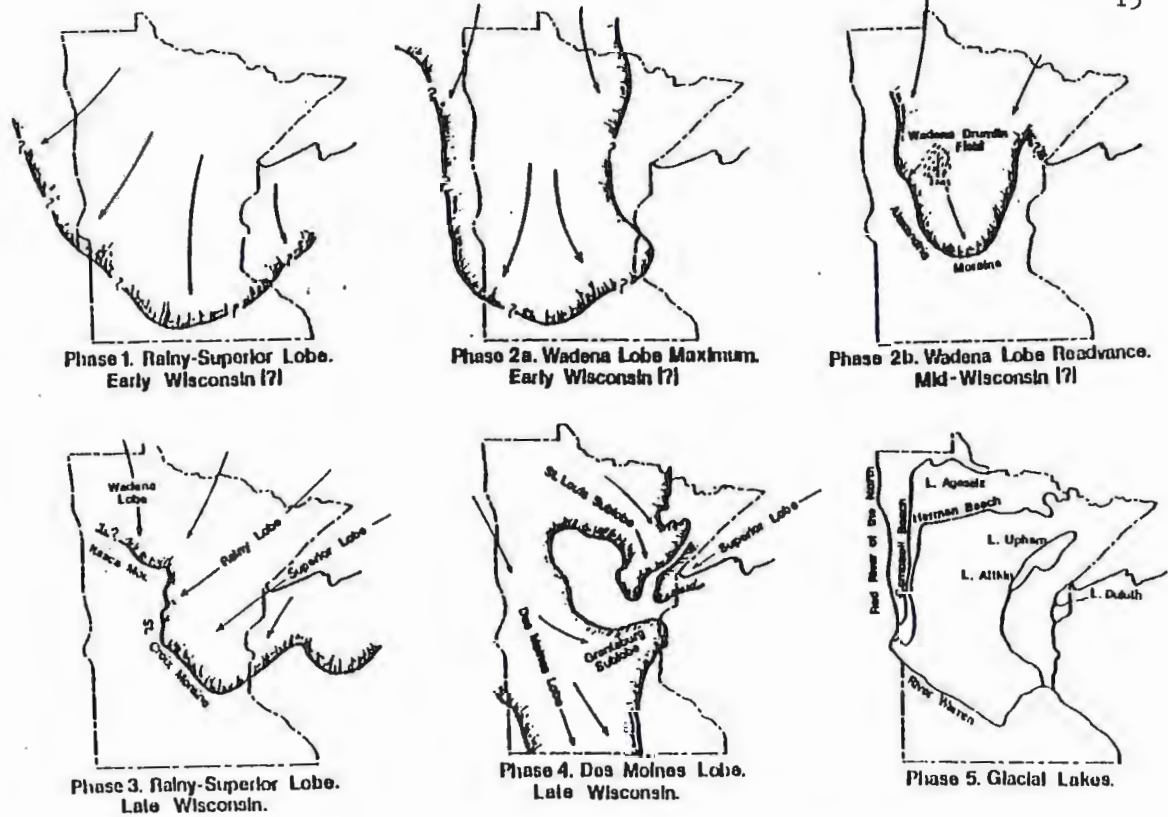 15
Phase 1. Rainy-Superior Lobe.
Early Wisconsin [?]
Phase 2a. Wadena Lobe Maximum.
Early Wisconsin [?]
Wadena Drumlin
Field
Alexandria
Moraine
Phase 2b. Wadena Lobe Readvance.
Mid-Wisconsin [?]
Wadena
Lobe
Itasca Mor.
Rainy Lobe
Superior Lobe
St.
Croix Moraine
Phase 3. Rainy-Superior Lobe.
Late Wisconsin.
St. Louis Sublobe
Superior Lobe
Des Moines Lobe
Grantsburg
Sublobe
Phase 4. Des Moines Lobe.
Late Wisconsin.
Red River of the North
Beach
L. Agassiz
Herman Beach
L. Upham
L. Aitkin
L. Duluth
River Warren
Phase 5. Glacial Lakes.